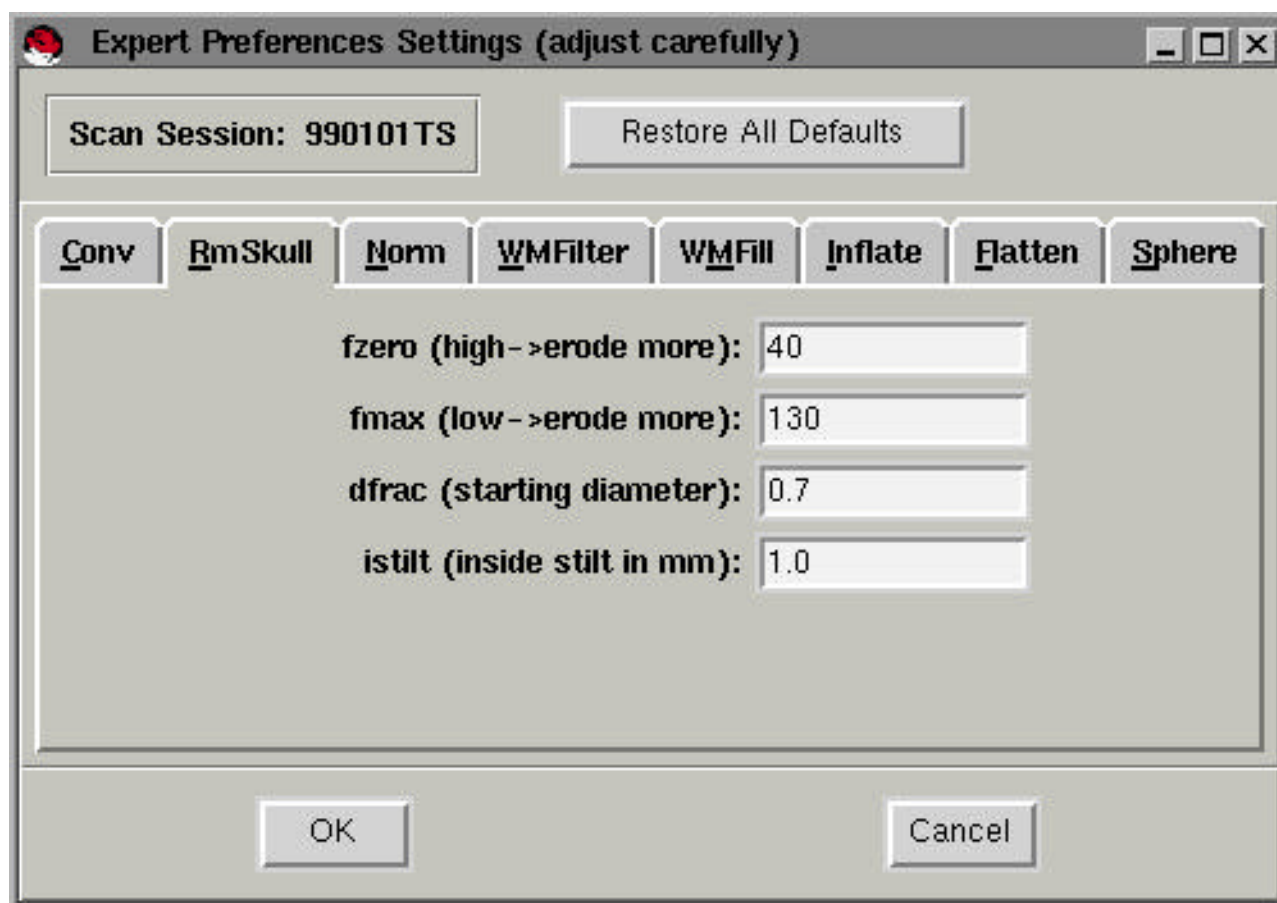 Expert Preferences Settings (adjust carefully)
Scan Session: 990101TS
Restore All Defaults
Conv RmSkull Norm WMFilter WMFill Inflate Flatten Sphere
fzero (high->erode more): 40
fmax (low->erode more): 130
dfrac (starting diameter): 0.7
istilt (inside stilt in mm): 1.0
OK Cancel